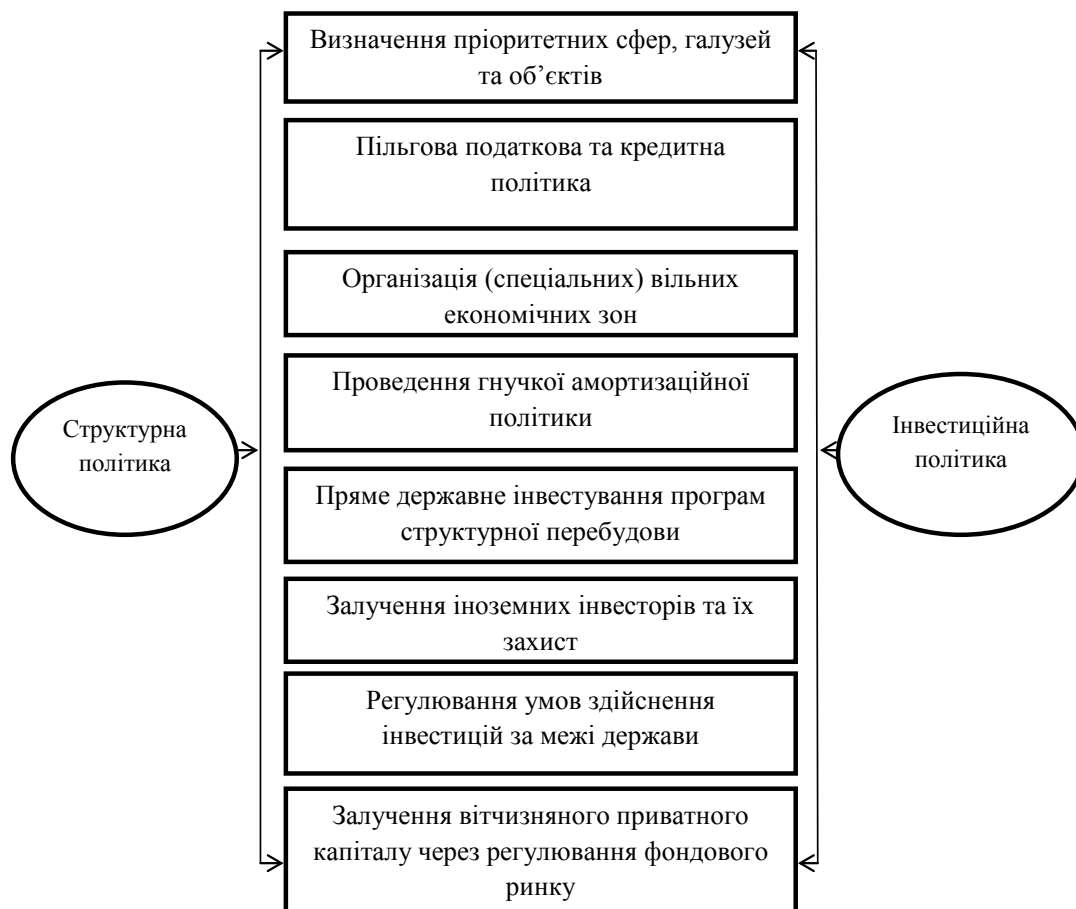 Визначення пріоритетних сфер, галузей
та об’єктів
Пільгова податкова та кредитна
політика
Організація (спеціальних) вільних
економічних зон
Проведення гнучкої амортизаційної
політики
Структурна
політика
Інвестиційна
політика
Пряме державне інвестування програм
структурної перебудови
Залучення іноземних інвесторів та їх
захист
Регулювання умов здійснення
інвестицій за межі держави
Залучення вітчизняного приватного
капіталу через регулювання фондового
ринку